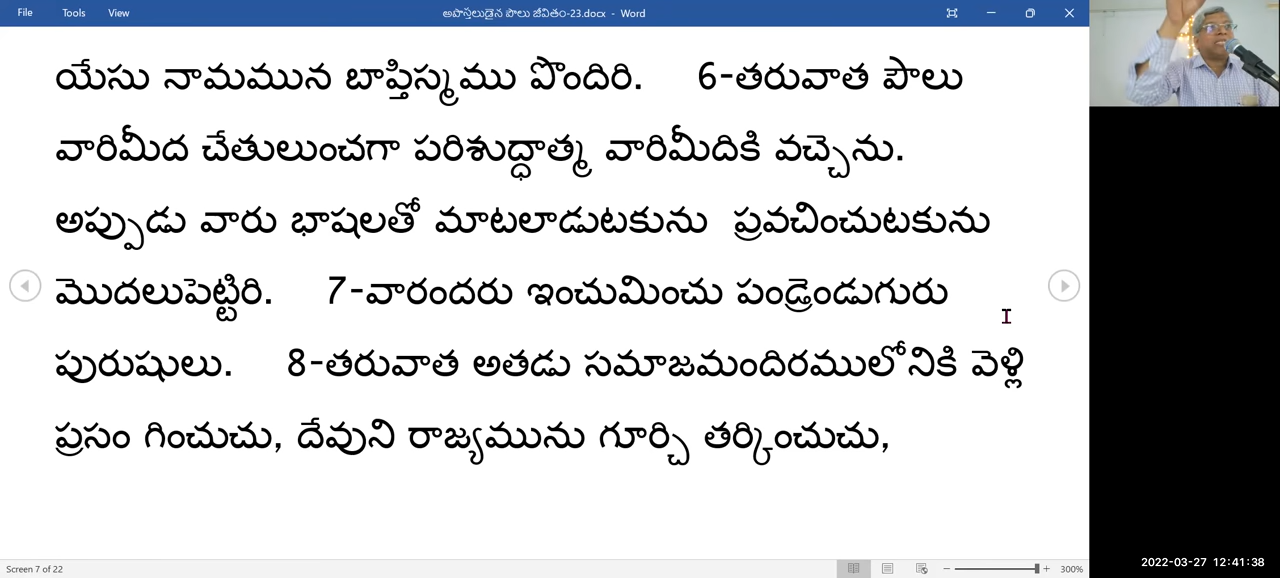 File Tools View అపొస్తలుడైన పౌలు జీవితం-23.docx - Word
యేసు నామమున బాప్తిస్మము పొందిరి. 6-తరువాత పౌలు
వారిమీద చేతులుంచగా పరిశుద్ధాత్మ వారిమీదికి వచ్చెను.
అప్పుడు వారు భాషలతో మాటలాడుటకును ప్రవచించుటకును
మొదలుపెట్టిరి. 7-వారందరు ఇంచుమించు పండ్రెండుగురు
పురుషులు. 8-తరువాత అతడు సమాజమందిరములోనికి వెళ్లి
ప్రసం గించుచు, దేవుని రాజ్యమును గూర్చి తర్కించుచు,
Screen 7 of 22 300%
2022-03-27 12:41:38